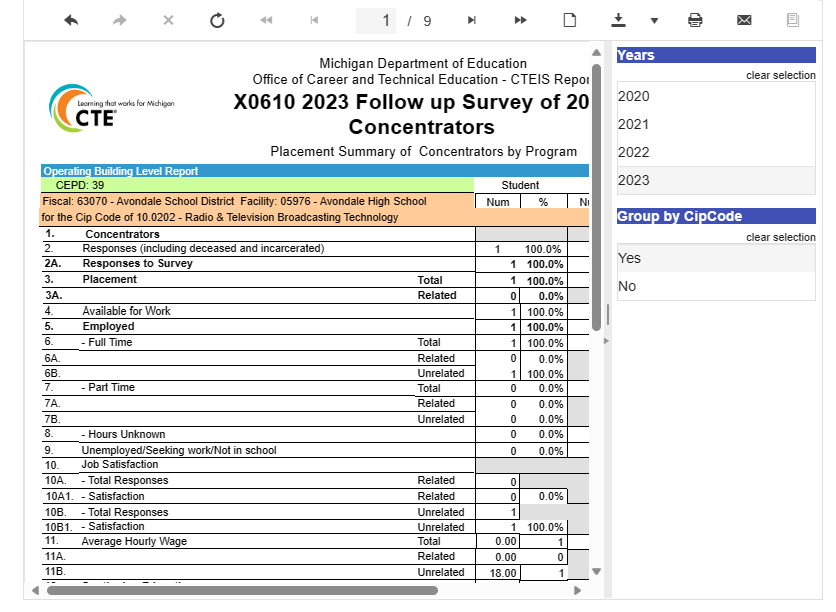 1 / 9
Michigan Department of Education
Office of Career and Technical Education - CTEIS Repor
Learning that works for Michigan
CTE
X0610 2023 Follow up Survey of 20
Concentrators
Placement Summary of Concentrators by Program
Operating Building Level Report
CEPD: 39 Student
Fiscal: 63070 - Avondale School District Facility: 05976 - Avondale High School Num %
for the Cip Code of 10.0202 - Radio & Television Broadcasting Technology
1. Concentrators
2. Responses (including deceased and incarcerated) 1 100.0%
2A. Responses to Survey 1 100.0%
3. Placement Total 1 100.0%
3A. Related 0 0.0%
4. Available for Work 1 100.0%
5. Employed 1 100.0%
6. - Full Time Total 1 100.0%
6A. Related 0 0.0%
6B. Unrelated 1 100.0%
7. - Part Time Total 0 0.0%
7A. Related 0 0.0%
7B. Unrelated 0 0.0%
8. - Hours Unknown 0 0.0%
9. Unemployed/Seeking work/Not in school 0 0.0%
10. Job Satisfaction
10A. - Total Responses Related 0
10A1. - Satisfaction Related 0 0.0%
10B. - Total Responses Unrelated 1
10B1. - Satisfaction Unrelated 1 100.0%
11. Average Hourly Wage Total 0.00 1
11A. Related 0.00 0
11B. Unrelated 18.00 1
Years
clear selection
2020
2021
2022
2023
Group by CipCode
clear selection
Yes
No